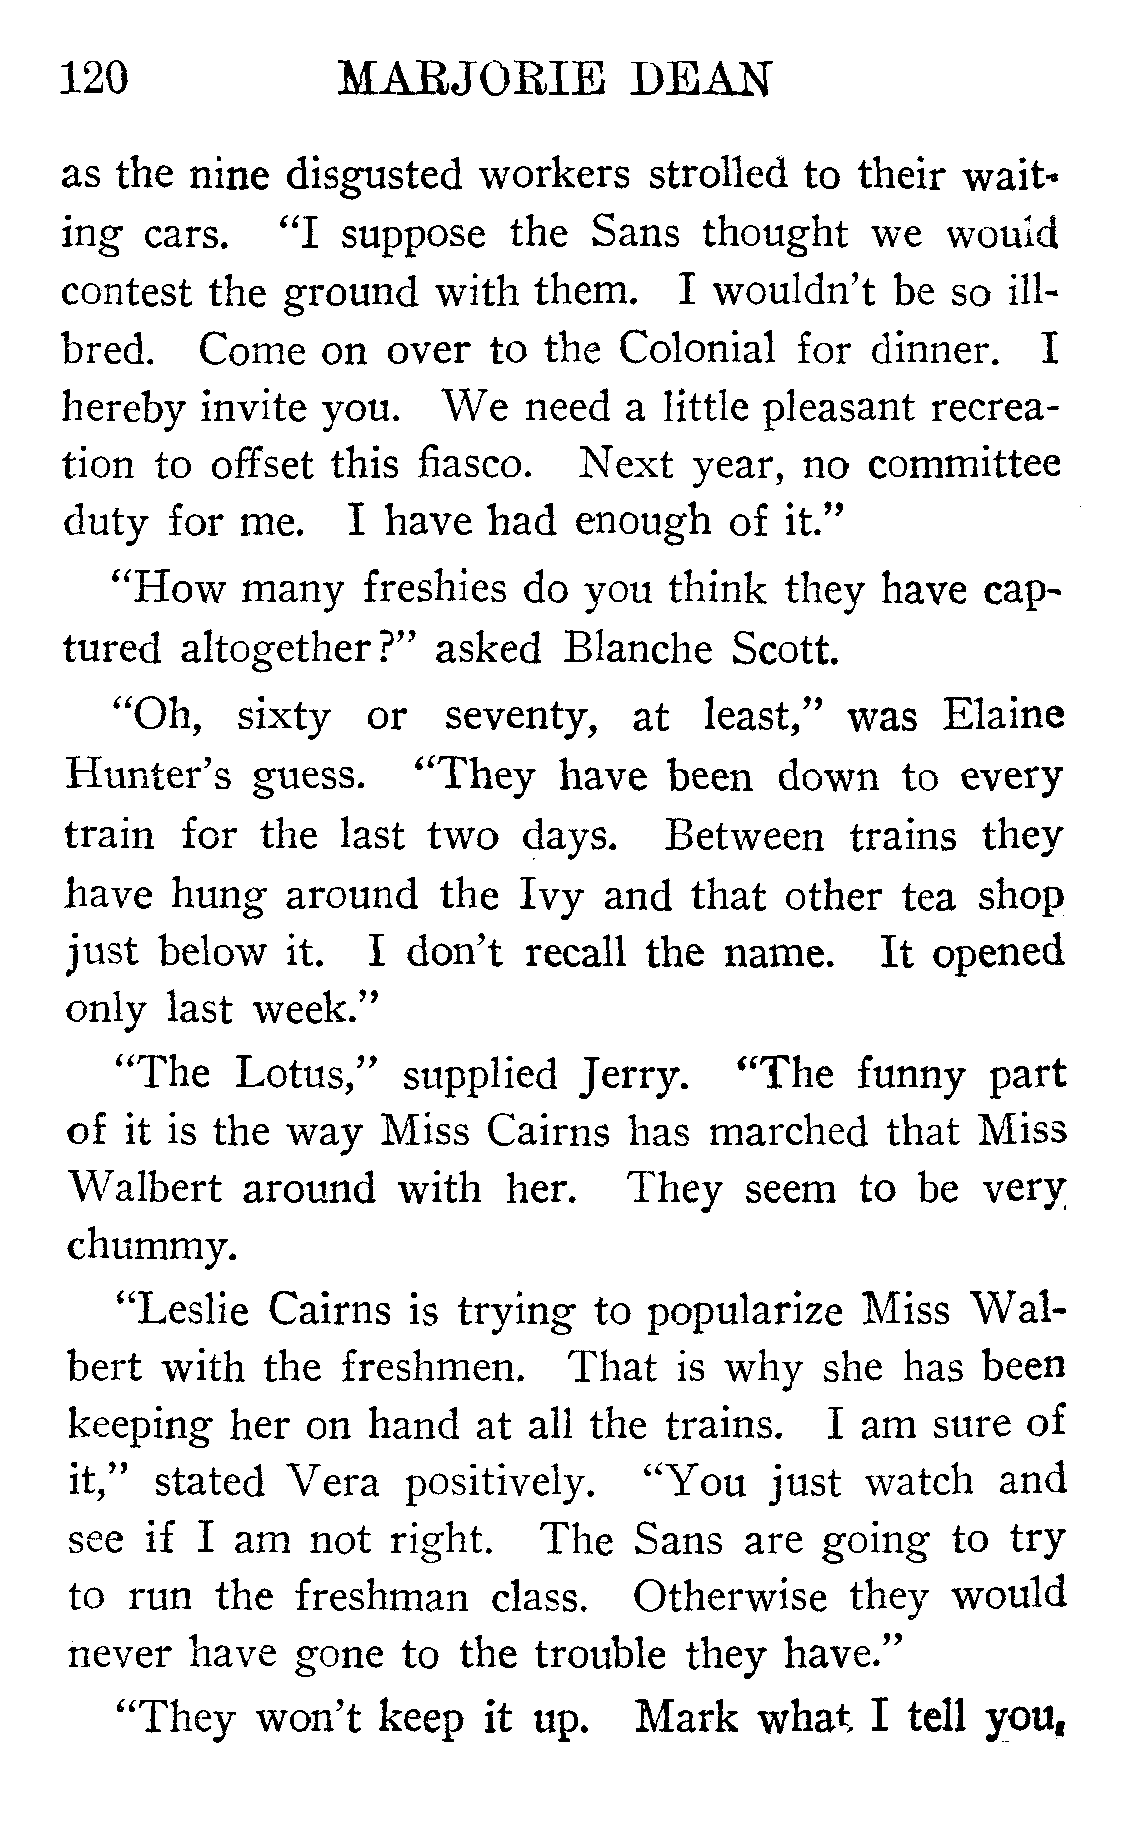 120 MARJORIE DEAN
as the nine disgusted workers strolled to their wait-
ing cars. “I suppose the Sans thought we would
contest the ground with them. I wouldn’t be so ill-
bred. Come on over to the Colonial for dinner. I
hereby invite you. We need a little pleasant recrea-
tion to offset this fiasco. Next year, no committee
duty for me. I have had enough of it.”
“How many freshies do you think they have cap-
tured altogether?” asked Blanche Scott.
“Oh, sixty or seventy, at least,” was Elaine
Hunter’s guess. “They have been down to every
train for the last two days. Between trains they
have hung around the Ivy and that other tea shop
just below it. I don’t recall the name. It opened
only last week.”
“The Lotus,” supplied Jerry. “The funny part
of it is the way Miss Cairns has marched that Miss
Walbert around with her. They seem to be very
chummy.
“Leslie Cairns is trying to popularize Miss Wal-
bert with the freshmen. That is why she has been
keeping her on hand at all the trains. I am sure of
it,” stated Vera positively. “You just watch and
see if I am not right. The Sans are going to try
to run the freshman class. Otherwise they would
never have gone to the trouble they have.”
“They won’t keep it up. Mark what I tell you,